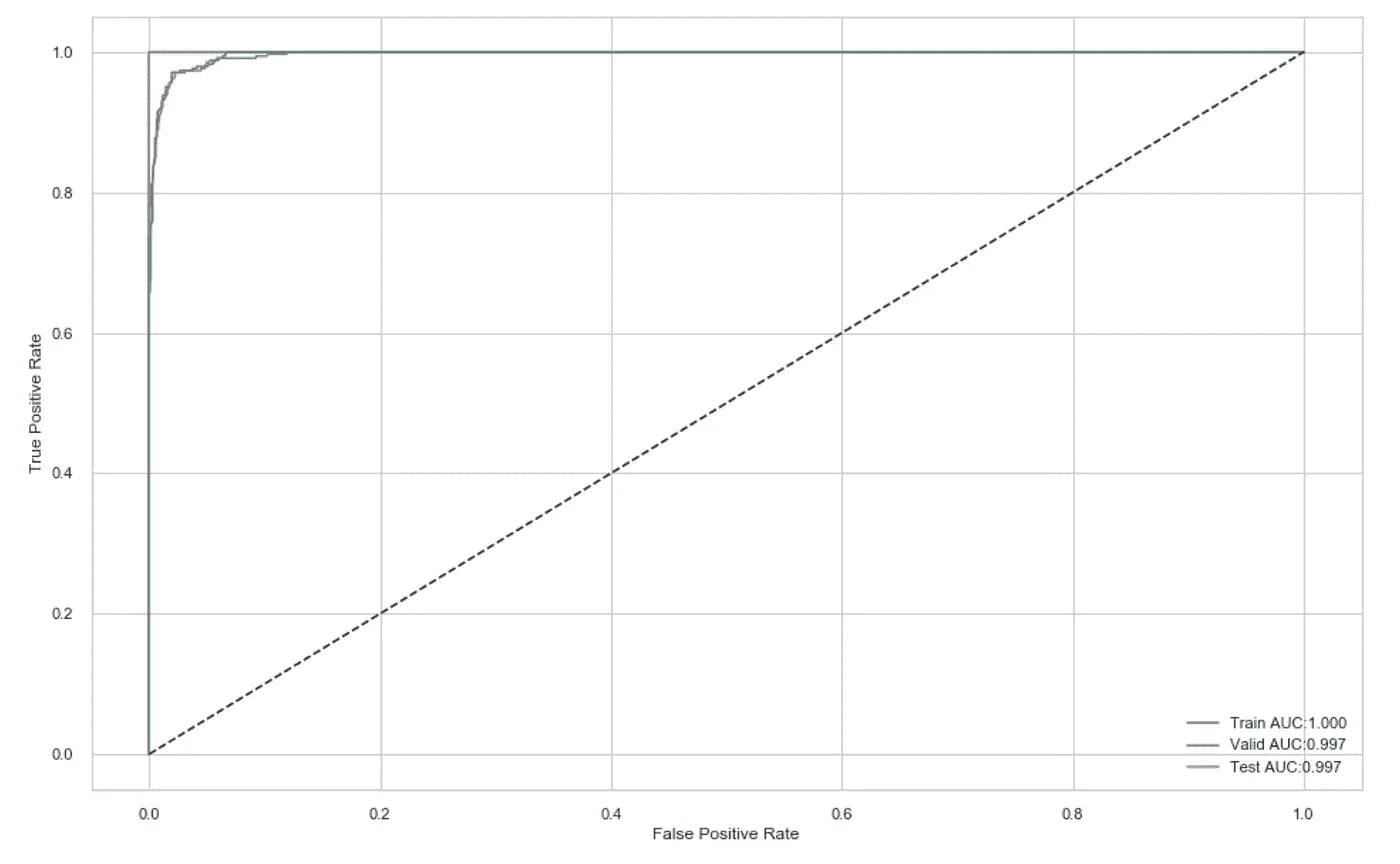 1.0
0.8
0.6
0.4
0.2
0.0
True Positive Rate
0.0 0.2 0.4 0.6 0.8 1.0
False Positive Rate
Train AUC:1.000
Valid AUC:0.997
Test AUC:0.997